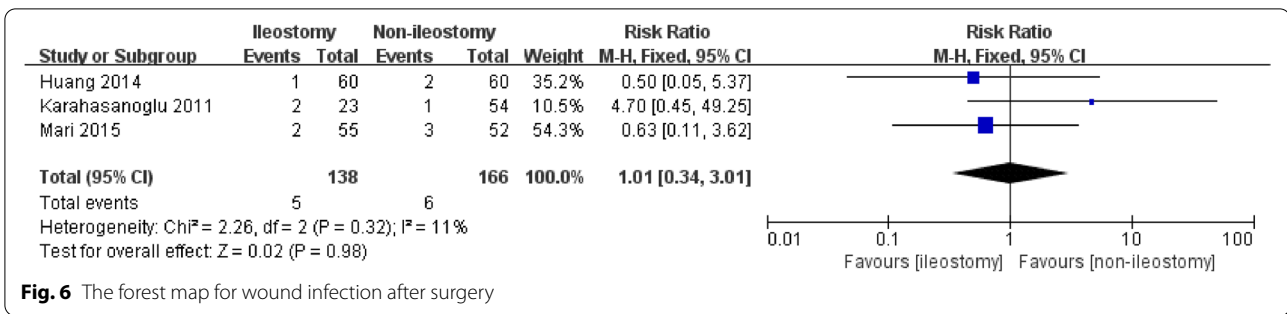 Ileostomy Non-ileostomy Risk Ratio Risk Ratio
Study or Subgroup Events Total Events Total Weight M-H, Fixed, 95% CI M-H, Fixed, 95% CI
Huang 2014 1 60 2 60 35.2% 0.50 [0.05, 5.37]
Karahasanoglu 2011 2 23 1 54 10.5% 4.70 [0.45, 49.25]
Mari 2015 2 55 3 52 54.3% 0.63 [0.11, 3.62]
Total (95% CI) 138 166 100.0% 1.01 [0.34, 3.01]
Total events 5 6
Heterogeneity: Chi² = 2.26, df = 2 (P = 0.32); I² = 11%
Test for overall effect: Z = 0.02 (P = 0.98)
0.01 0.1 1 10 100
Favours [ileostomy] Favours [non-ileostomy]
Fig. 6 The forest map for wound infection after surgery